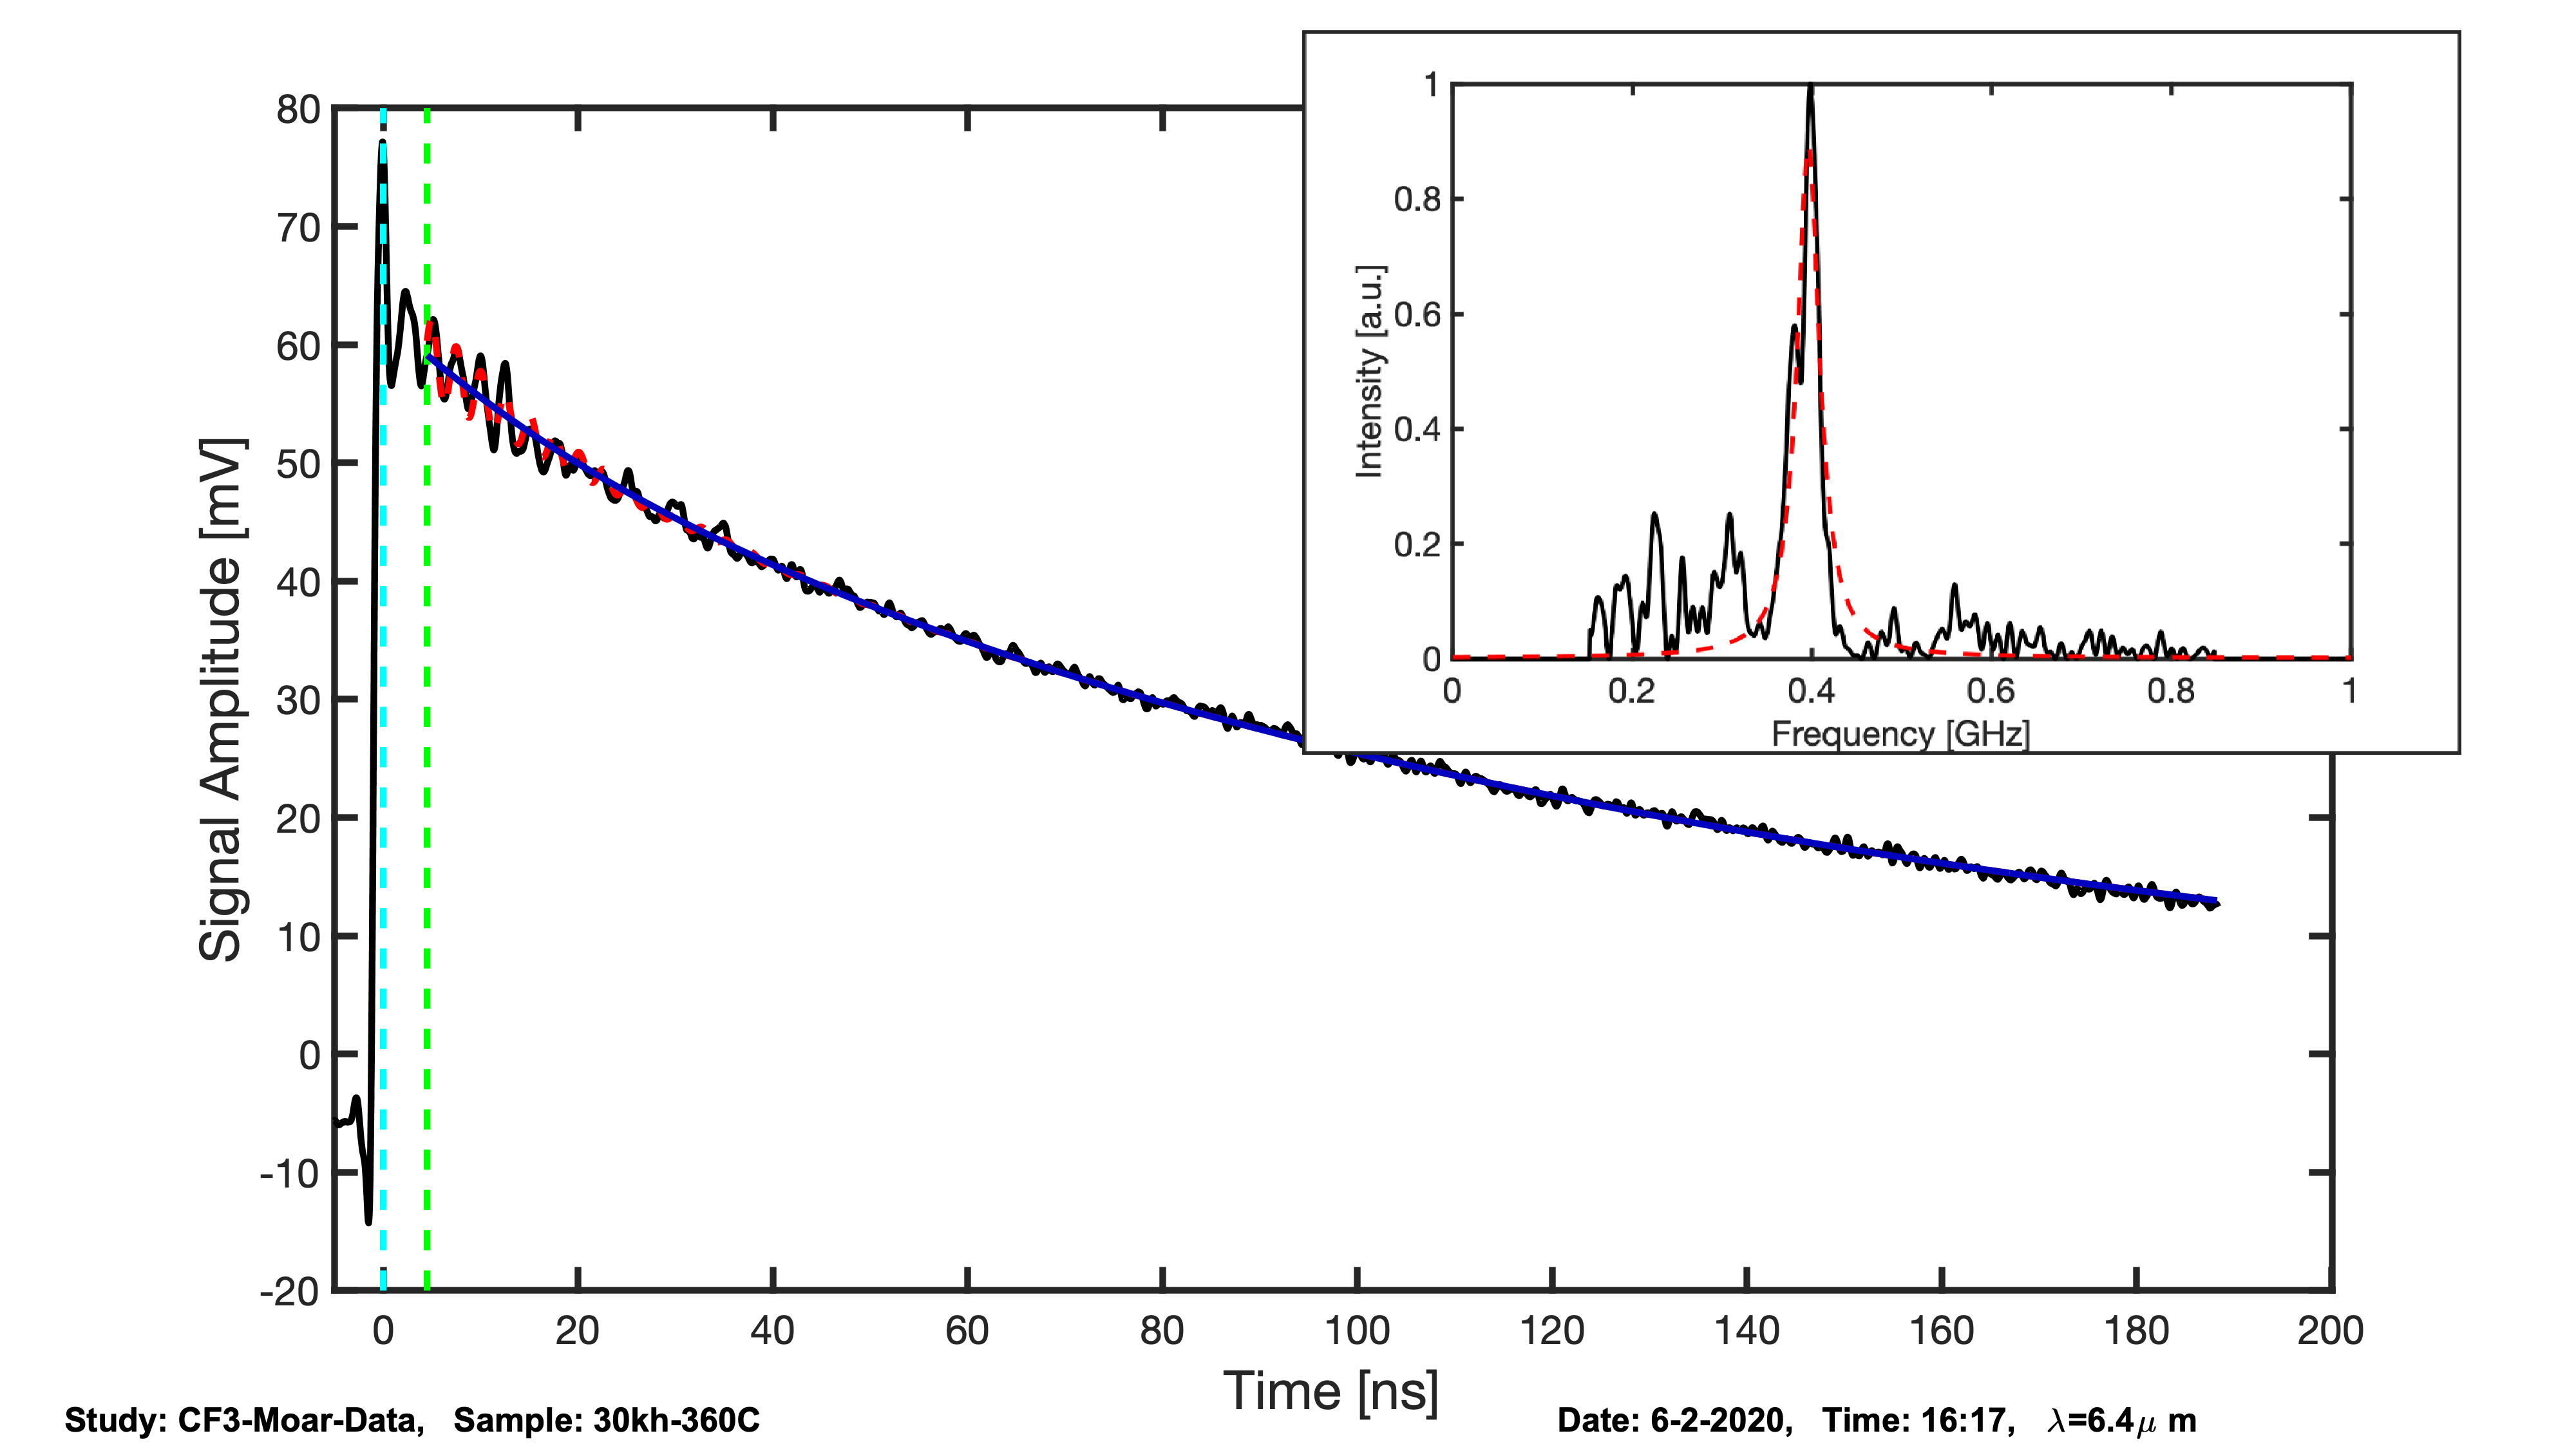 80
70
60
50
40
30
20
10
0
-10
-20
Signal Amplitude [mV]
0 20 40 60 80 100 120 140 160 180 200
Time [ns]
1
0.8
0.6
0.4
0.2
0
Intensity [a.u.]
0 0.2 0.4 0.6 0.8 1
Frequency [GHz]
Study: CF3-Moar-Data, Sample: 30kh-360C
Date: 6-2-2020, Time: 16:17, λ=6.4μ m